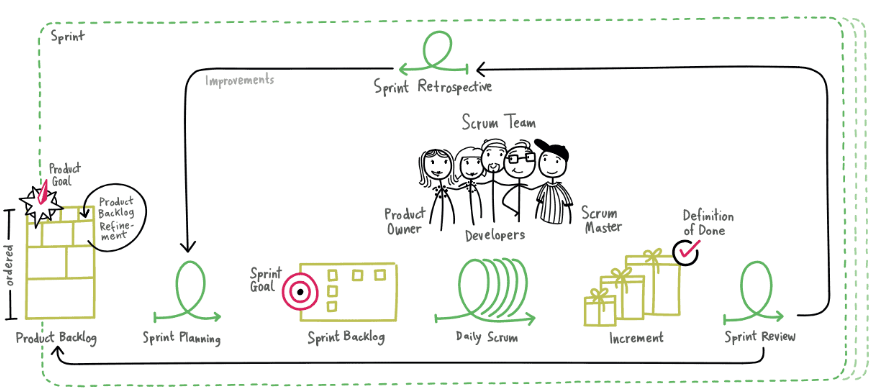 Sprint
Improvements
Sprint Retrospective
Scrum Team
Product
Goal
Product
Backlog
Refine-
ment
ordered
Product
Owner
Developers
Scrum
Master
Definition
of Done
Sprint
Goal
Product Backlog
Sprint Planning
Sprint Backlog
Daily Scrum
Increment
Sprint Review